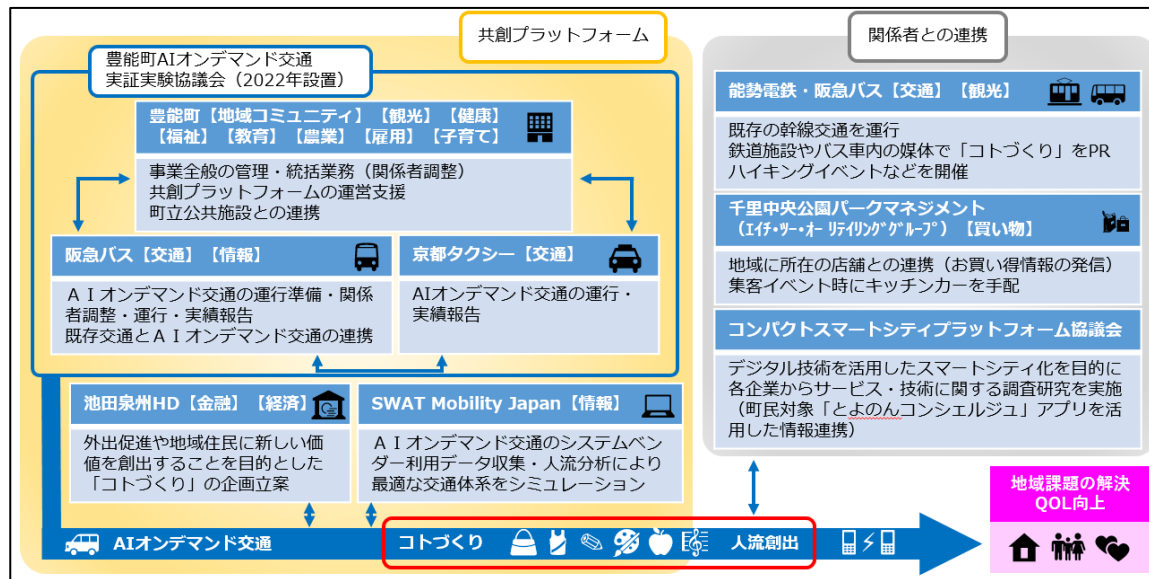 共創プラットフォーム
豊能町AIオンデマンド交通
実証実験協議会（2022年設置）
豊能町【地域コミュニティ】【観光】【健康】
【福祉】【教育】【農業】【雇用】【子育て】
事業全般の管理・統括業務（関係者調整）
共創プラットフォームの運営支援
町立公共施設との連携
阪急バス【交通】【情報】
ＡＩオンデマンド交通の運行準備・関係
者調整・運行・実績報告
既存交通とＡＩオンデマンド交通の連携
京都タクシー【交通】
AIオンデマンド交通の運行・
実績報告
池田泉州HD【金融】【経済】
外出促進や地域住民に新しい価
値を創出することを目的とした
「コトづくり」の企画立案
SWAT Mobility Japan【情報】
ＡＩオンデマンド交通のシステムベン
ダー利用データ収集・人流分析により
最適な交通体系をシミュレーション
関係者との連携
能勢電鉄・阪急バス【交通】【観光】
既存の幹線交通を運行
鉄道施設やバス車内の媒体で「コトづくり」をPR
ハイキングイベントなどを開催
千里中央公園パークマネジメント
（ｴｲﾁ・ﾂｰ・ｵｰ ﾘﾃｲﾘﾝｸﾞｸﾞﾙｰﾌﾟ）【買い物】
地域に所在の店舗との連携（お買い得情報の発信）
集客イベント時にキッチンカーを手配
コンパクトスマートシティプラットフォーム協議会
デジタル技術を活用したスマートシティ化を目的に
各企業からサービス・技術に関する調査研究を実施
（町民対象「とよのんコンシェルジュ」アプリを活
用した情報連携）
AIオンデマンド交通
コトづくり
人流創出
地域課題の解決
QOL向上